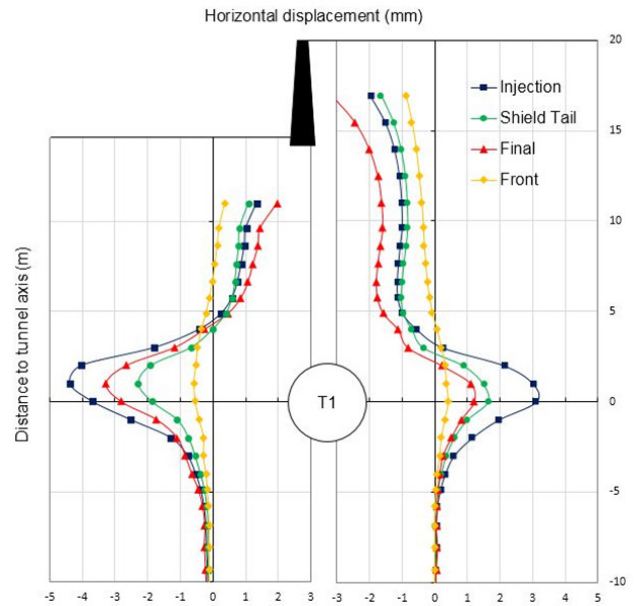 Horizontal displacement (mm)
20
15
10
5
0
-5
-10
Injection
Shield Tail
Final
Front
Distance to tunnel axis (m)
T1
-5 -4 -3 -2 -1 0 1 2 3
-3 -2 -1 0 1 2 3 4 5